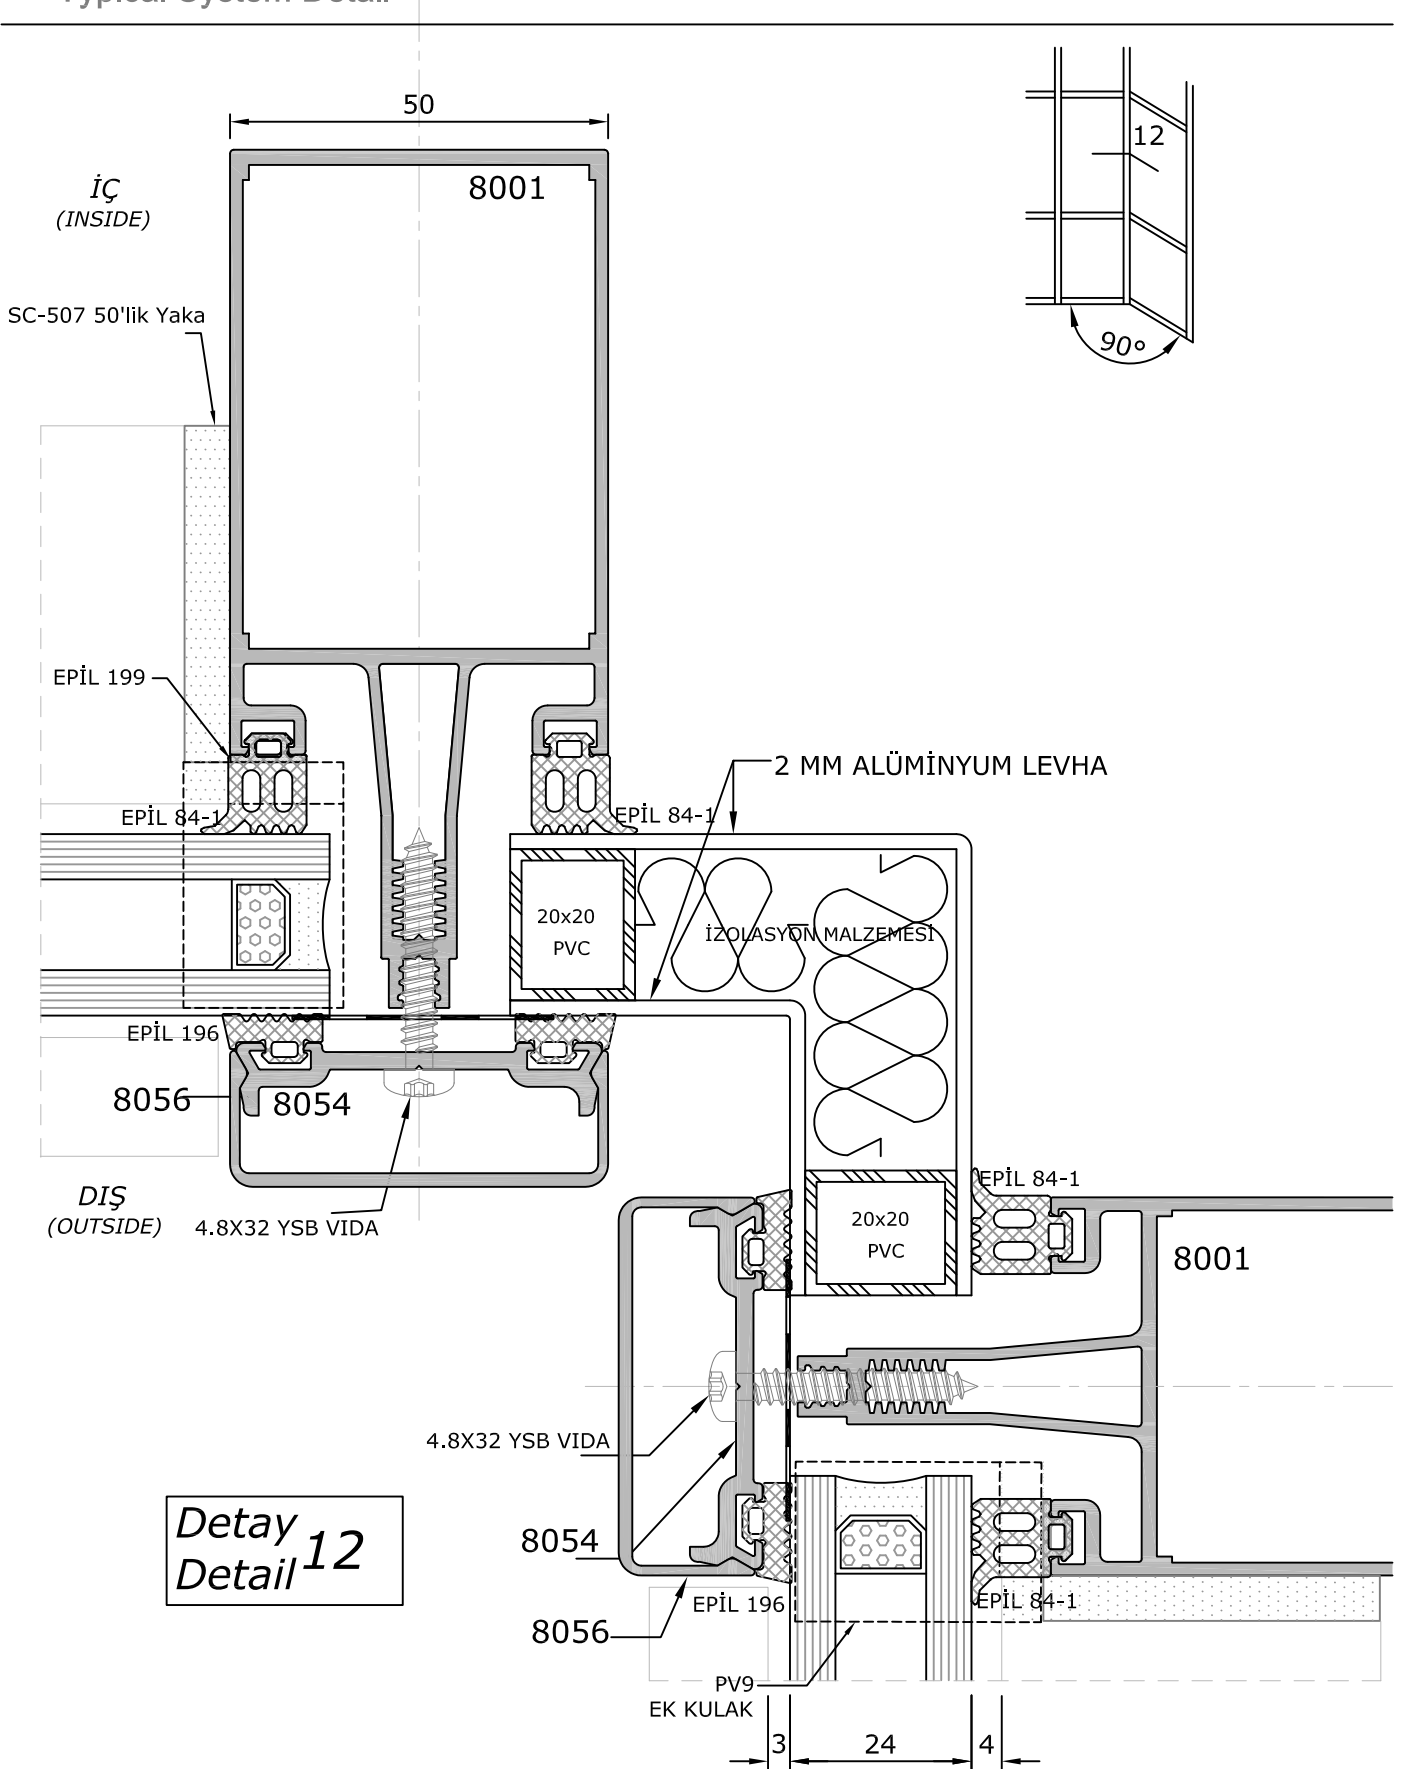 Typical System Detail
50
12
8001
İÇ
(INSIDE)
SC-507 50'lik Yaka
90°
EPİL 199
2 MM ALÜMİNYUM LEVHA
EPİL 84-1
EPİL 84-1
20x20
PVC
İZOLASYON MALZEMESİ
EPİL 196
8056
8054
DIŞ
(OUTSIDE)
4.8X32 YSB VIDA
EPİL 84-1
20x20
PVC
8001
4.8X32 YSB VIDA
Detay
Detail
12
8054
EPİL 196
EPİL 84-1
8056
PV9
EK KULAK
3
24
4